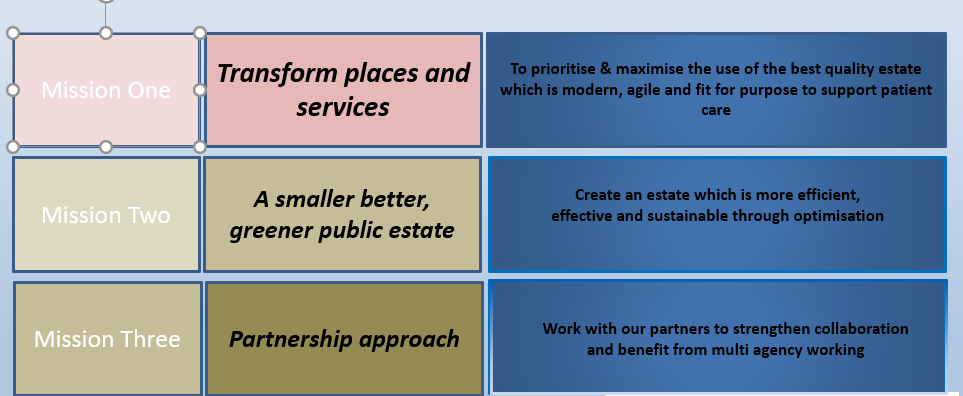 Mission One
Transform places and
services
To prioritise & maximise the use of the best quality estate
which is modern, agile and fit for purpose to support patient
care
Mission Two
A smaller better,
greener public estate
Create an estate which is more efficient,
effective and sustainable through optimisation
Mission Three
Partnership approach
Work with our partners to strengthen collaboration
and benefit from multi agency working